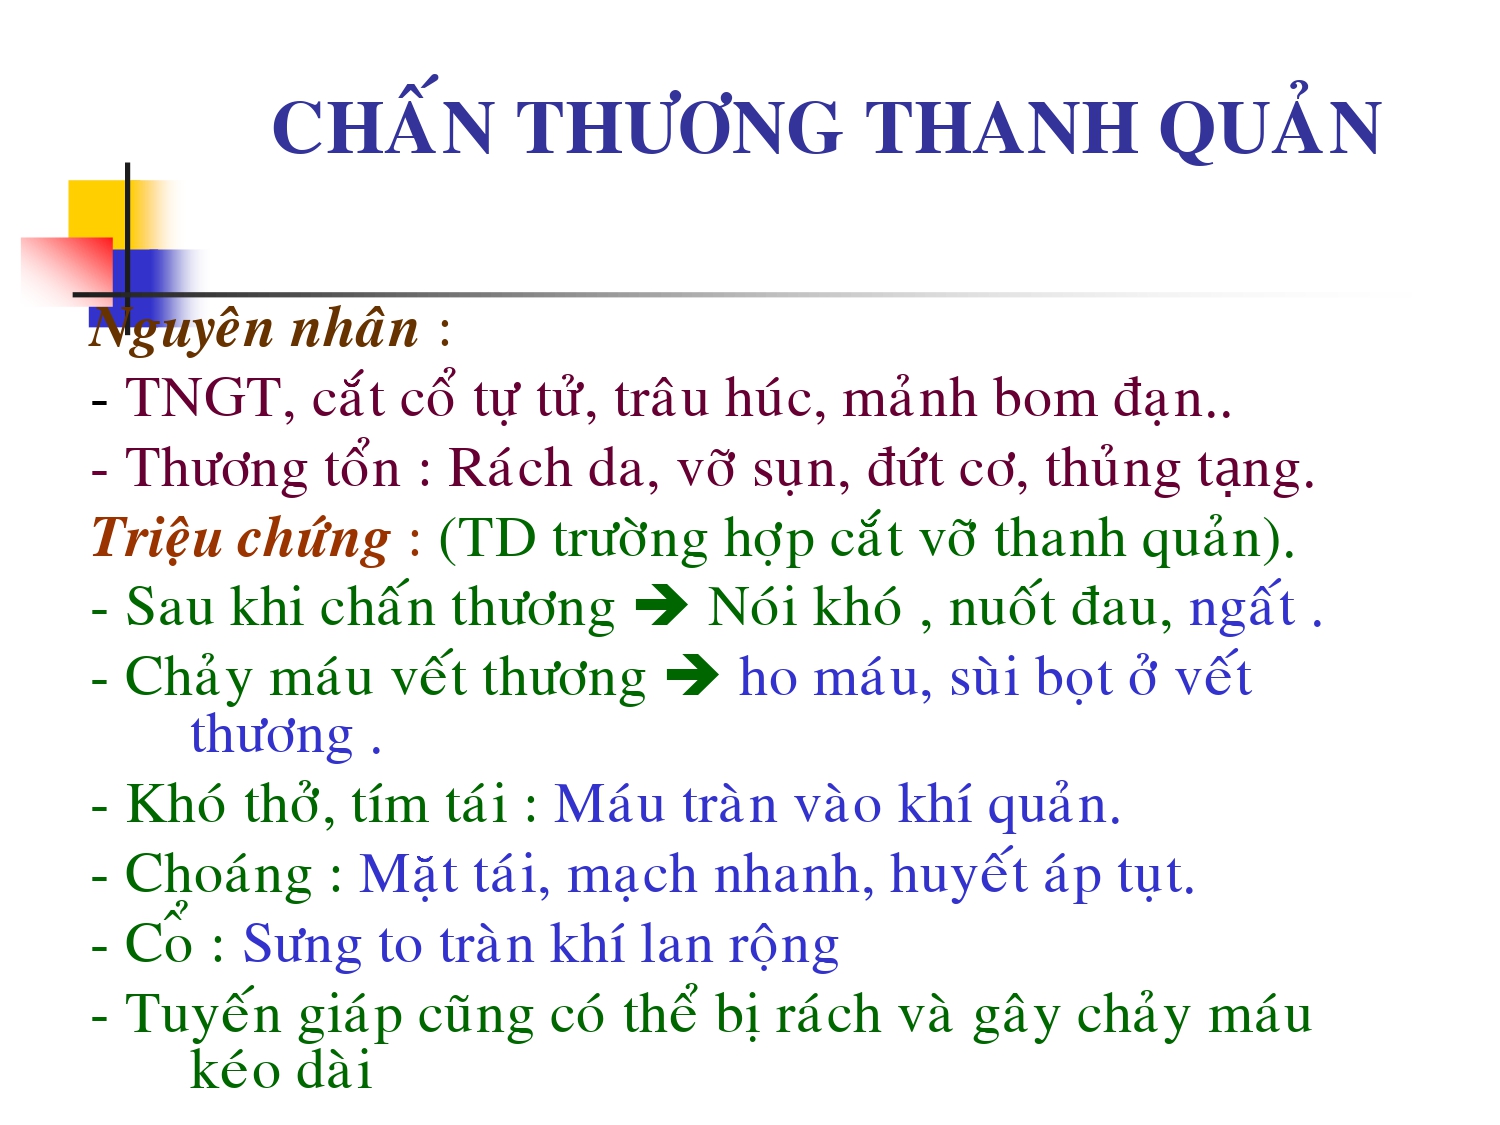 CHẤN THƯƠNG THANH QUẢN
Nguyên nhân :
- TNGT, cắt cổ tự tử, trâu húc, mảnh bom đạn..
- Thương tổn : Rách da, vỡ sụn, đứt cơ, thủng tạng.
Triệu chứng : (TD trường hợp cắt vỡ thanh quản).
- Sau khi chấn thương ➔ Nói khó , nuốt đau, ngất .
- Chảy máu vết thương ➔ ho máu, sùi bọt ở vết
thương .
- Khó thở, tím tái : Máu tràn vào khí quản.
- Choáng : Mặt tái, mạch nhanh, huyết áp tụt.
- Cổ : Sưng to tràn khí lan rộng
- Tuyến giáp cũng có thể bị rách và gây chảy máu
kéo dài